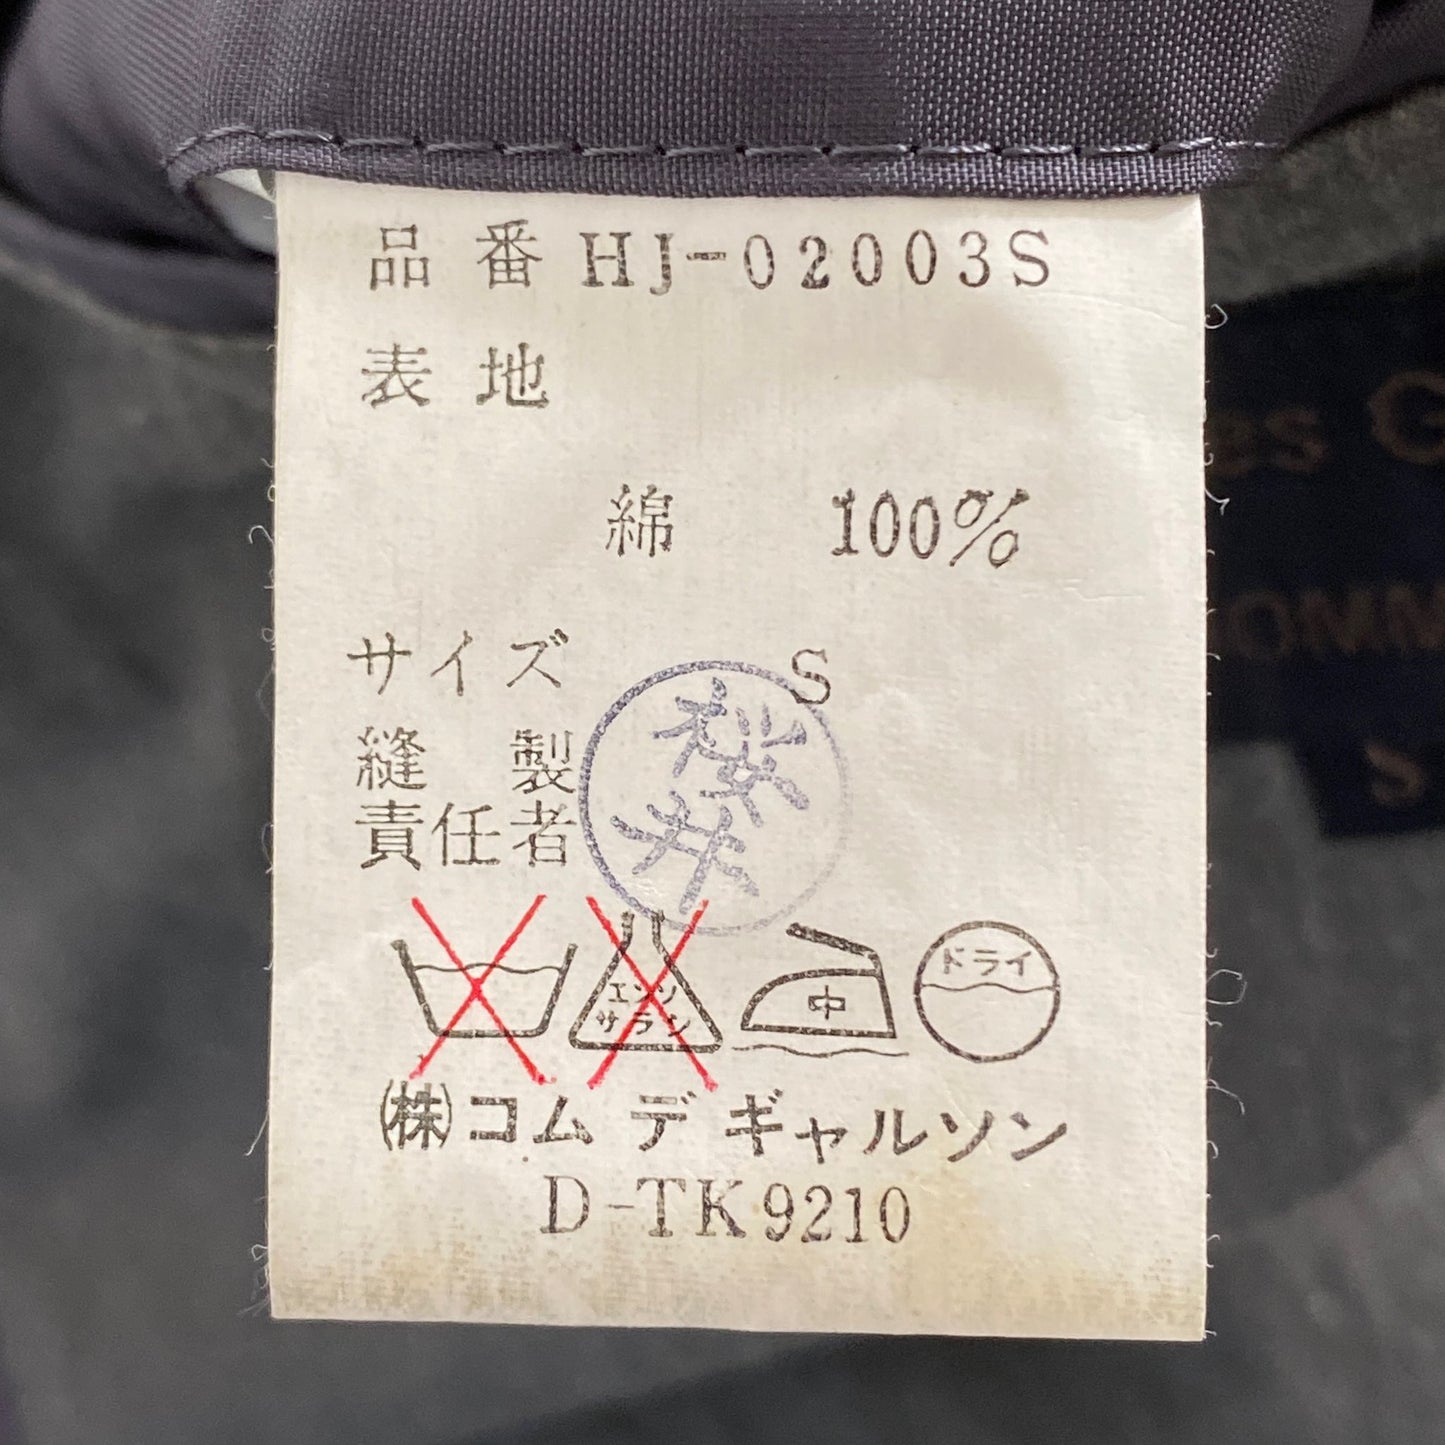 品番 HJ-02003S
表地
綿 100%
サイズ S
縫製
責任者
桜井
エンソ
サラシ
中
ドライ
(株)コム デ ギャルソン
D-TK9210
es G
OMM
S